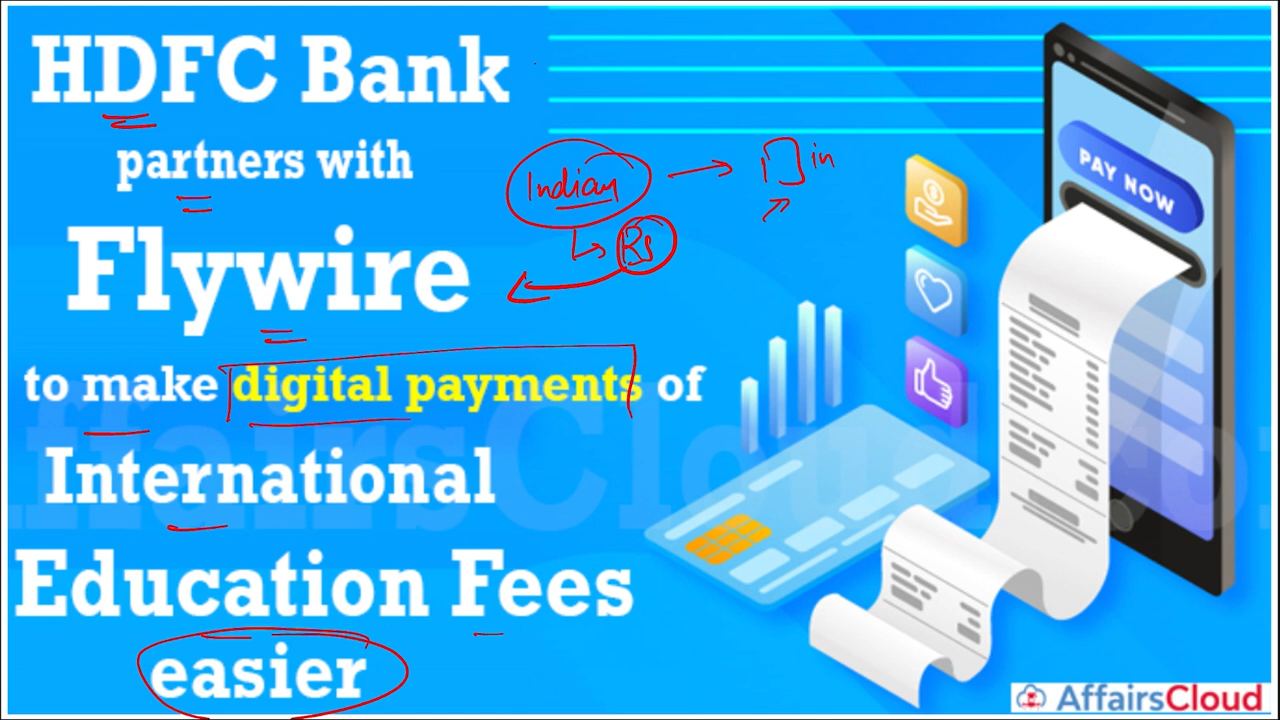 HDFC Bank
partners with
Flywire
to make digital payments of
International
Education Fees
easier
Indian
in
Rs
PAY NOW
AffairsCloud